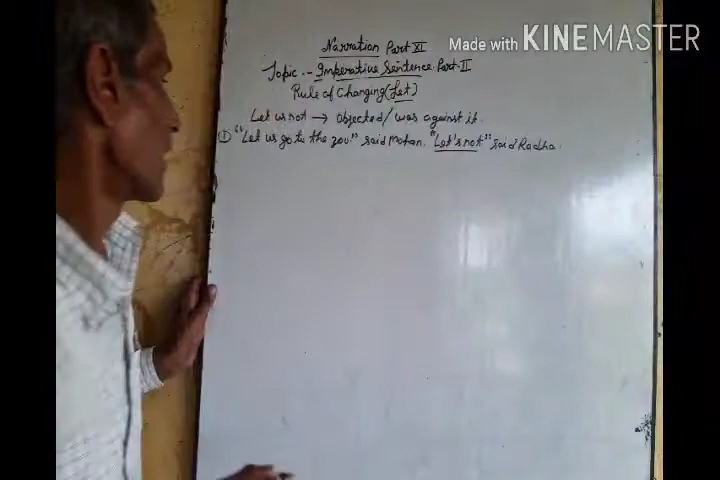 Made with KINEMASTER
Narration Part XI
Topic :- Imperative Sentence Part-II
Rule of Changing (Let)
Let us not → objected/was against it.
① "Let us go to the zoo." said Mohan. "Let's not" said Radha.